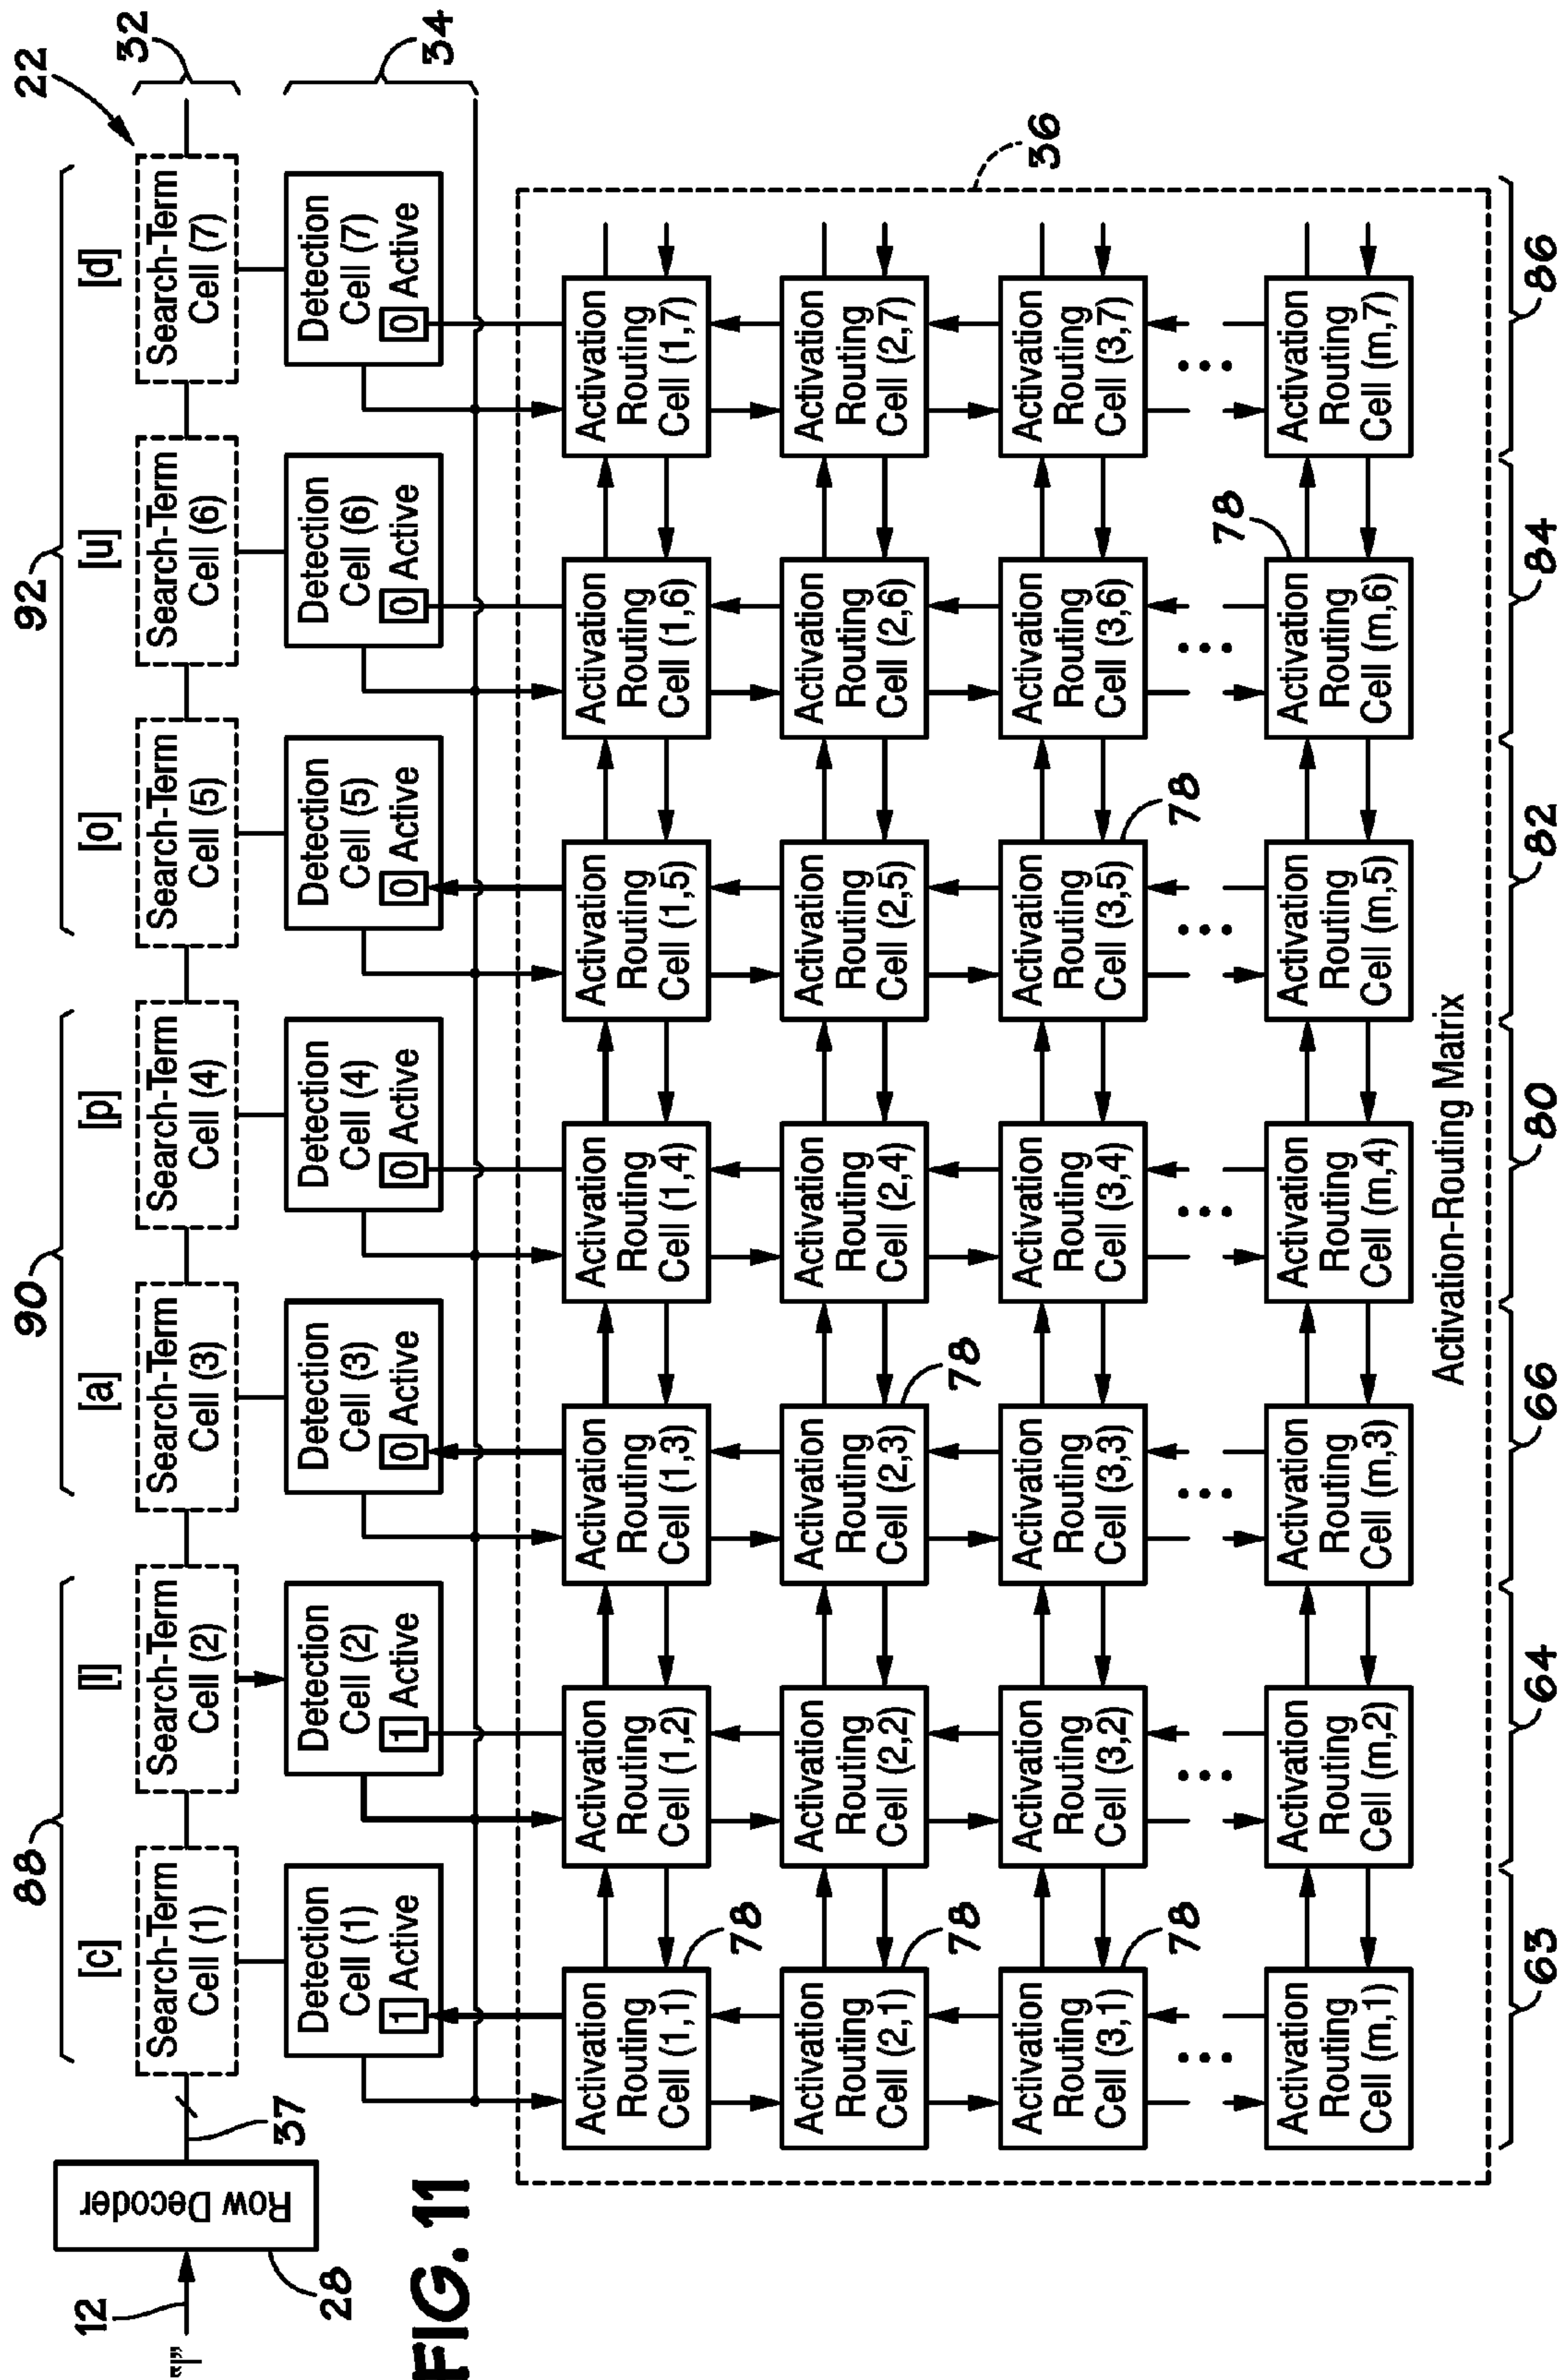 22
88
90
92
[c]
[l]
[a]
[p]
[o]
[u]
[d]
32
12
"l"
Row Decoder
28
37
Search-Term
Cell (1)
Search-Term
Cell (2)
Search-Term
Cell (3)
Search-Term
Cell (4)
Search-Term
Cell (5)
Search-Term
Cell (6)
Search-Term
Cell (7)
34
Detection
Cell (1)
1 Active
Detection
Cell (2)
1 Active
Detection
Cell (3)
0 Active
Detection
Cell (4)
0 Active
Detection
Cell (5)
0 Active
Detection
Cell (6)
0 Active
Detection
Cell (7)
0 Active
FIG. 11
36
Activation
Routing
Cell (1,1)
78
Activation
Routing
Cell (1,2)
Activation
Routing
Cell (1,3)
Activation
Routing
Cell (1,4)
Activation
Routing
Cell (1,5)
Activation
Routing
Cell (1,6)
Activation
Routing
Cell (1,7)
Activation
Routing
Cell (2,1)
78
Activation
Routing
Cell (2,2)
Activation
Routing
Cell (2,3)
78
Activation
Routing
Cell (2,4)
Activation
Routing
Cell (2,5)
Activation
Routing
Cell (2,6)
Activation
Routing
Cell (2,7)
Activation
Routing
Cell (3,1)
78
Activation
Routing
Cell (3,2)
Activation
Routing
Cell (3,3)
Activation
Routing
Cell (3,4)
Activation
Routing
Cell (3,5)
78
Activation
Routing
Cell (3,6)
Activation
Routing
Cell (3,7)
Activation
Routing
Cell (m,1)
Activation
Routing
Cell (m,2)
Activation
Routing
Cell (m,3)
Activation
Routing
Cell (m,4)
Activation
Routing
Cell (m,5)
Activation
Routing
Cell (m,6)
78
Activation
Routing
Cell (m,7)
Activation-Routing Matrix
63
64
66
80
82
84
86